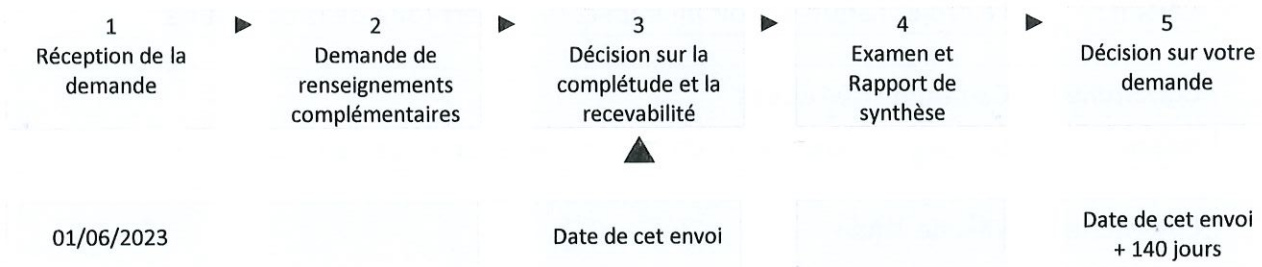 1
Réception de la
demande
2
Demande de
renseignements
complémentaires
3
Décision sur la
complétude et la
recevabilité
4
Examen et
Rapport de
synthèse
5
Décision sur votre
demande
01/06/2023
Date de cet envoi
Date de cet envoi
+ 140 jours